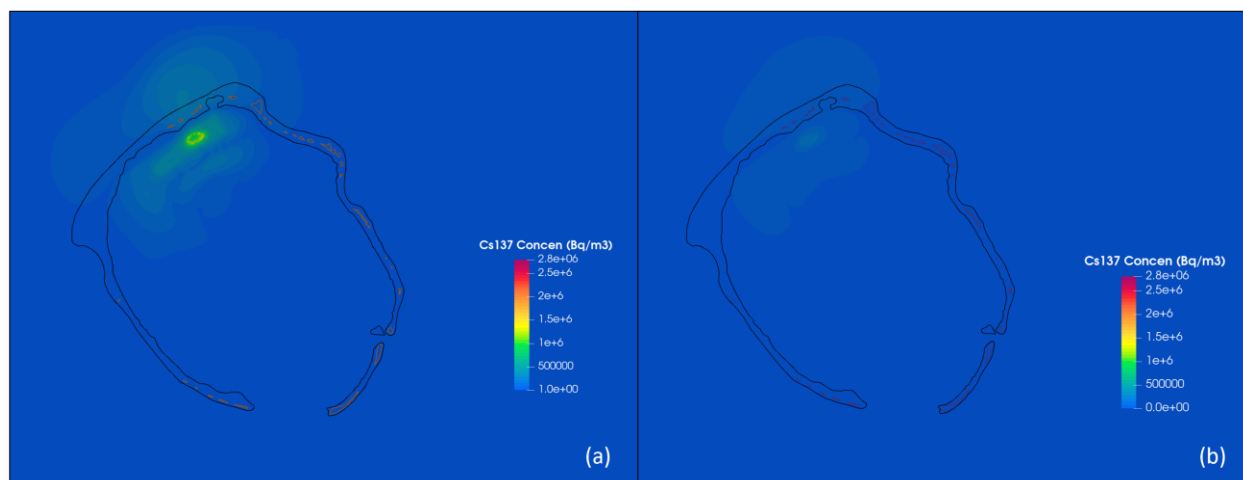 Cs137 Concen (Bq/m3)
2.8e+06
2.5e+6
2e+6
1.5e+6
1e+6
500000
1.0e+00
(a)
Cs137 Concen (Bq/m3)
2.8e+06
2.5e+6
2e+6
1.5e+6
1e+6
500000
0.0e+00
(b)